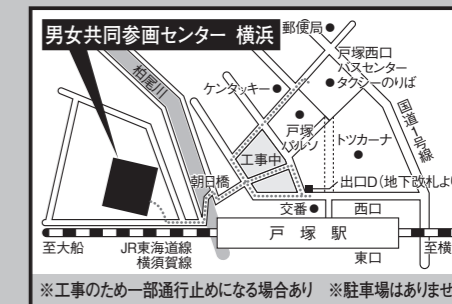 男女共同参画センター 横浜
郵便局
戸塚西口
バスセンター
タクシーのりば
柏尾川
ケンタッキー
国道1号線
戸塚
パルソ
トツカーナ
工事中
朝日橋
出口D(地下改札より
交番
西口
戸塚駅
至大船
JR東海道線
横須賀線
東口
至横
※工事のため一部通行止めになる場合あり ※駐車場はありませ